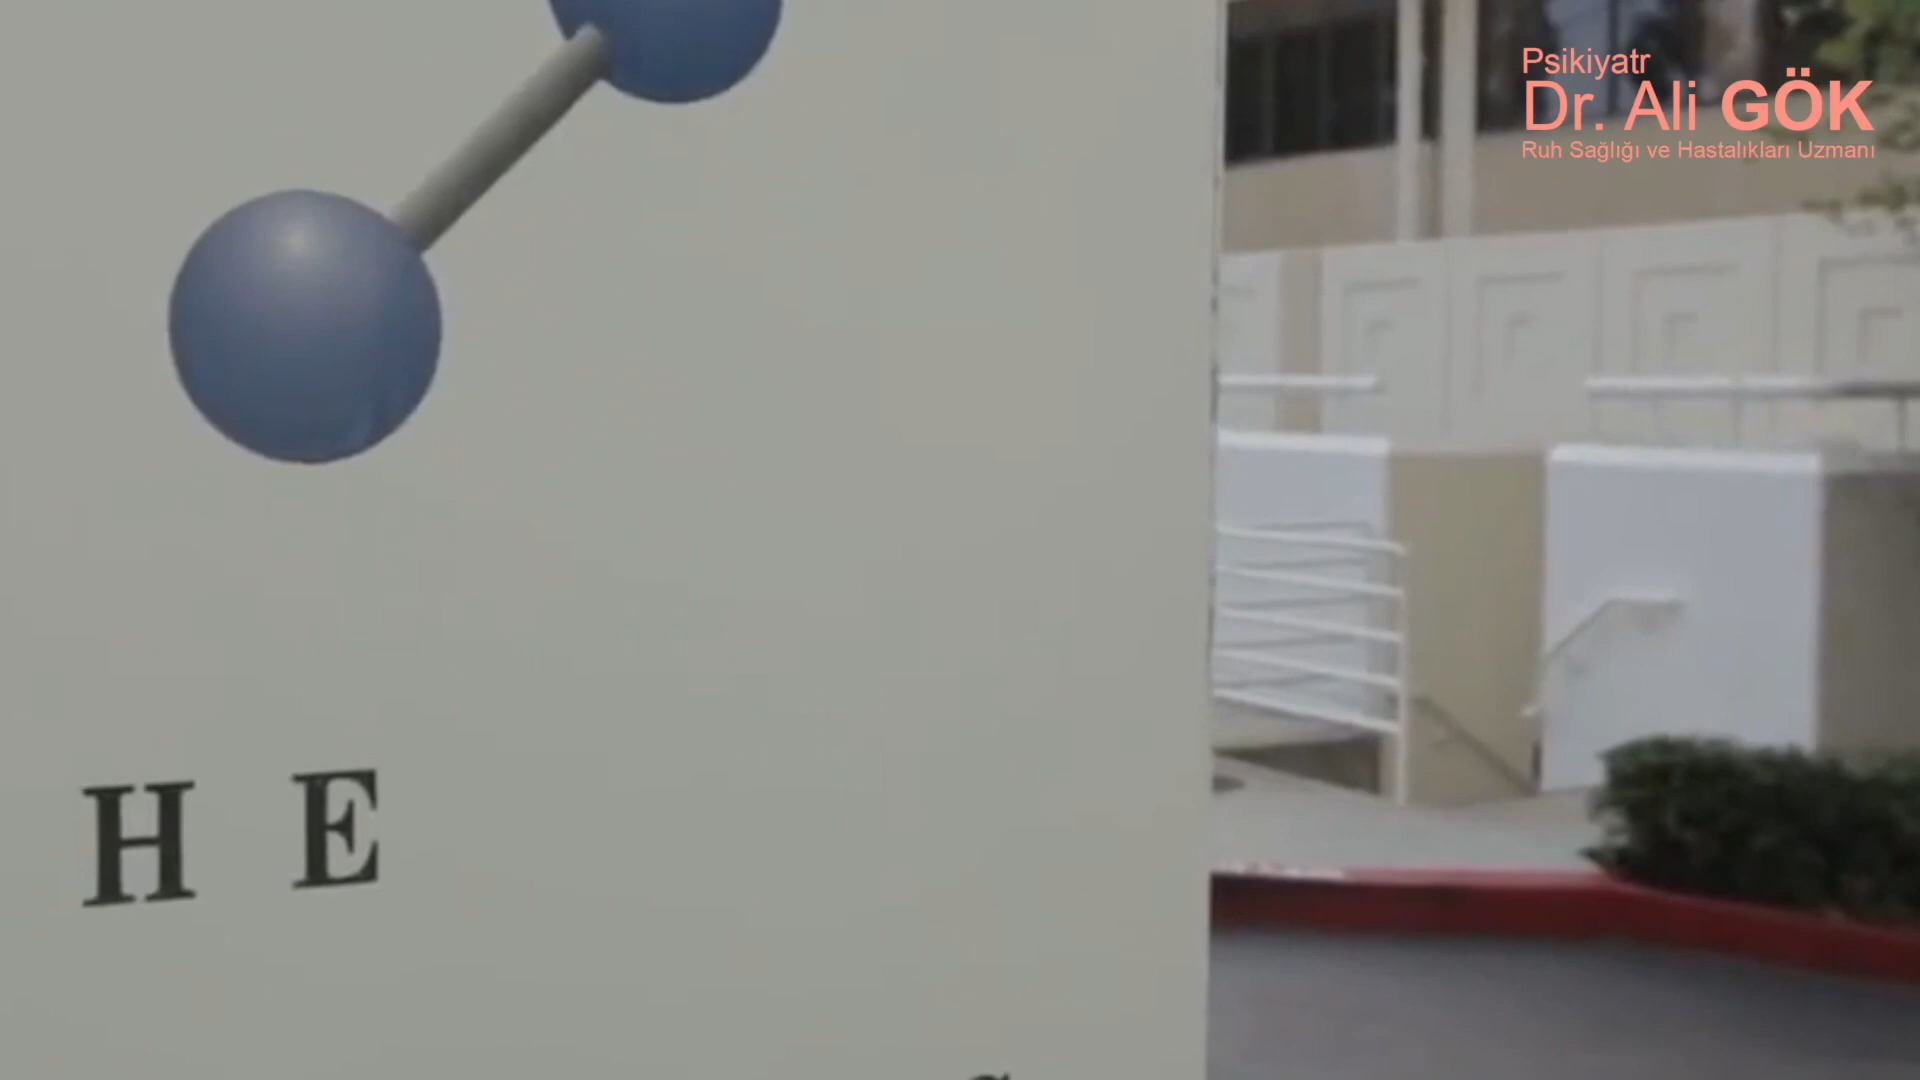 Psikiyatr
Dr. Ali GÖK
Ruh Sağlığı ve Hastalıkları Uzmanı
H E